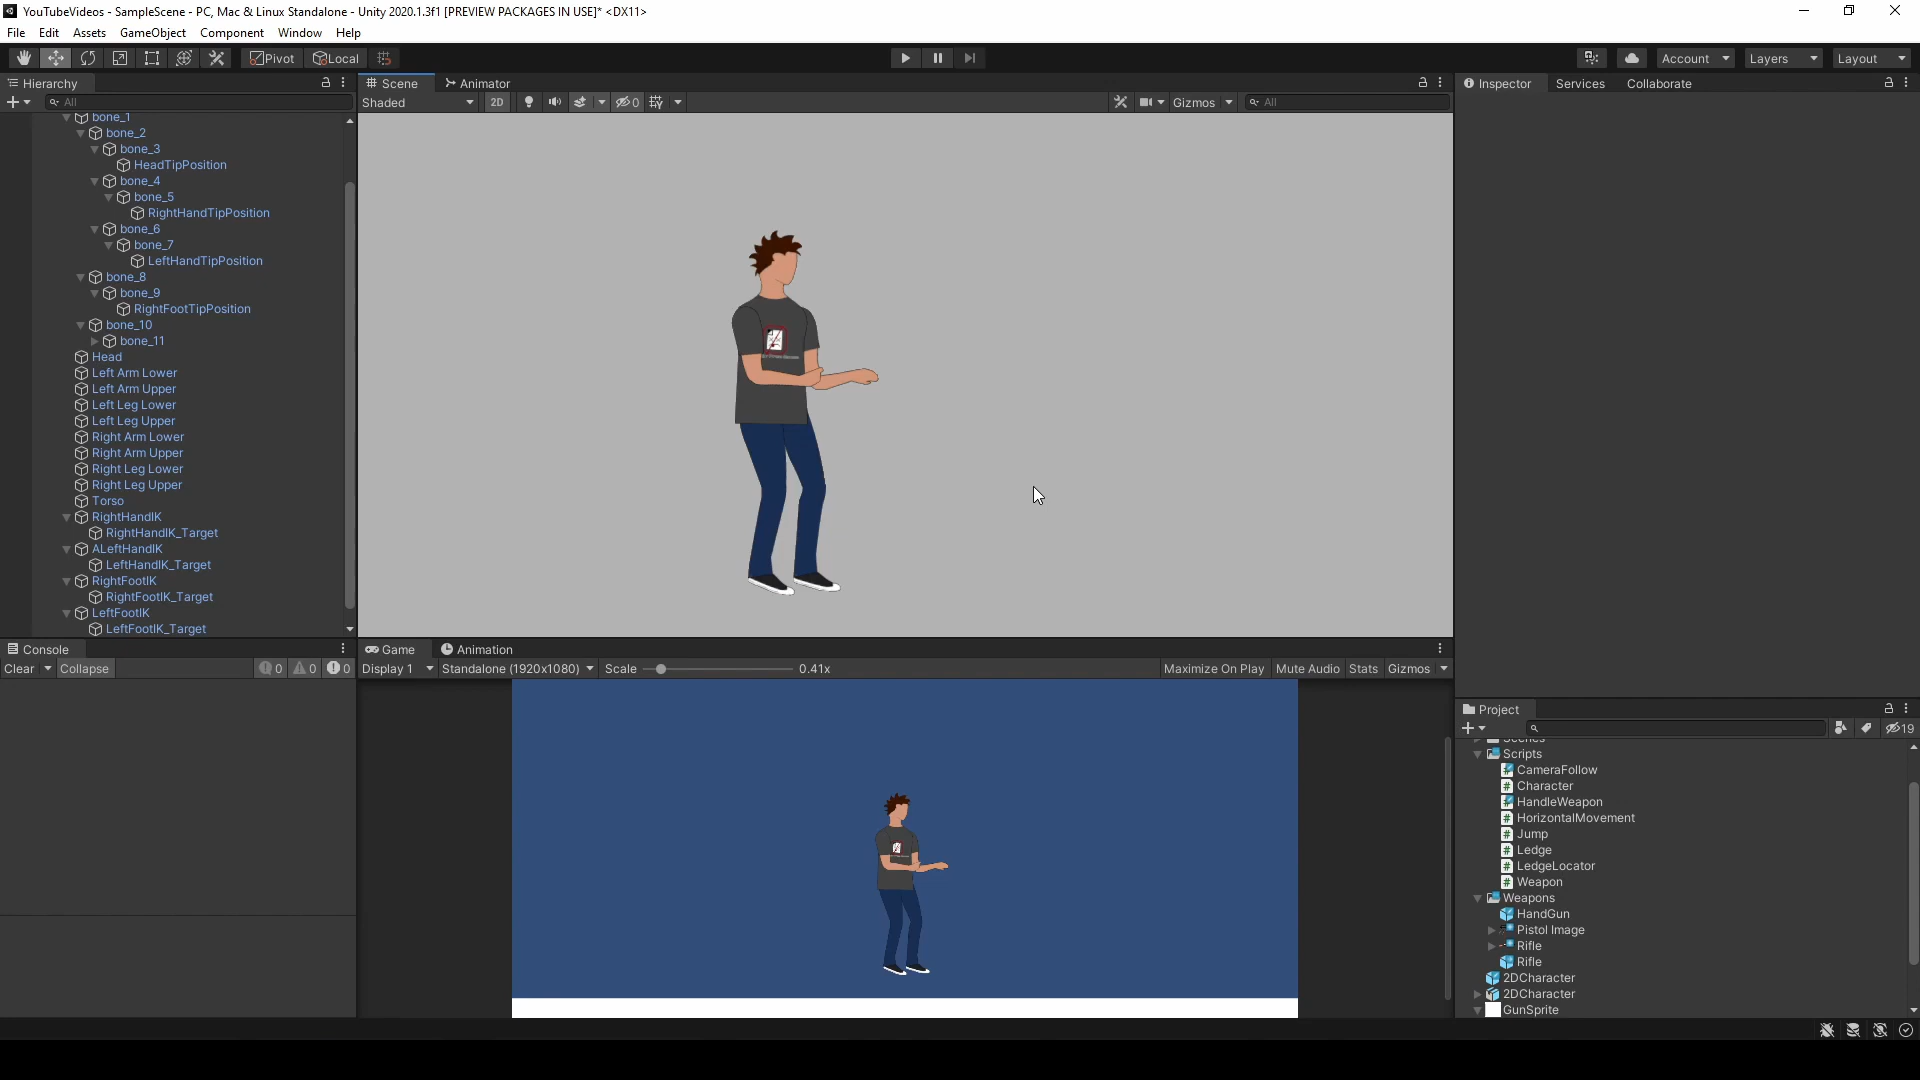 YouTubeVideos - SampleScene - PC, Mac & Linux Standalone - Unity 2020.1.3f1 [PREVIEW PACKAGES IN USE]* <DX11>
File Edit Assets GameObject Component Window Help
Pivot Local Account Layers Layout
Hierarchy
All
bone_1
bone_2
bone_3
HeadTipPosition
bone_4
bone_5
RightHandTipPosition
bone_6
bone_7
LeftHandTipPosition
bone_8
bone_9
RightFootTipPosition
bone_10
bone_11
Head
Left Arm Lower
Left Arm Upper
Left Leg Lower
Left Leg Upper
Right Arm Lower
Right Arm Upper
Right Leg Lower
Right Leg Upper
Torso
RightHandIK
RightHandIK_Target
ALeftHandIK
LeftHandIK_Target
RightFootIK
RightFootIK_Target
LeftFootIK
LeftFootIK_Target
Scene Animator
Shaded 2D 0 Gizmos All
Inspector Services Collaborate
Console
Clear Collapse 0 0 0
Game Animation
Display 1 Standalone (1920x1080) Scale 0.41x Maximize On Play Mute Audio Stats Gizmos
Project
19
Scenes
Scripts
CameraFollow
Character
HandleWeapon
HorizontalMovement
Jump
Ledge
LedgeLocator
Weapon
Weapons
HandGun
Pistol Image
Rifle
Rifle
2DCharacter
2DCharacter
GunSprite